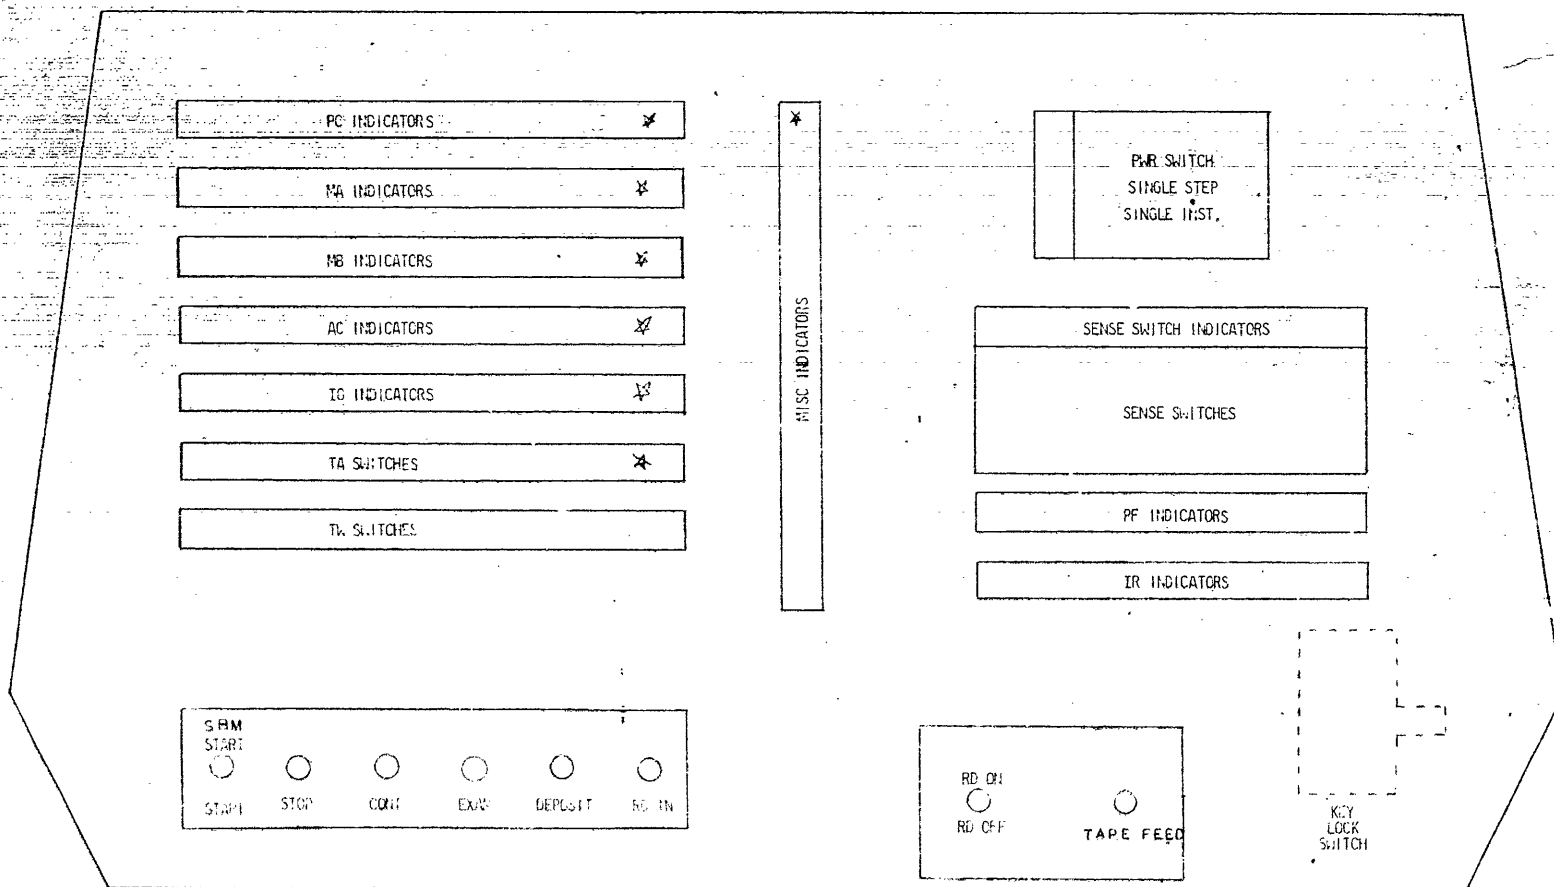 PC INDICATORS
MA INDICATORS
MB INDICATORS
AC INDICATORS
IO INDICATORS
TA SWITCHES
TW SWITCHES
MISC INDICATORS
PWR SWITCH
SINGLE STEP
SINGLE INST.
SENSE SWITCH INDICATORS
SENSE SWITCHES
PF INDICATORS
IR INDICATORS
SBM
START
START
STOP
CONT
EXAM
DEPOSIT
RD IN
RD ON
RD OFF
TAPE FEED
KEY
LOCK
SWITCH